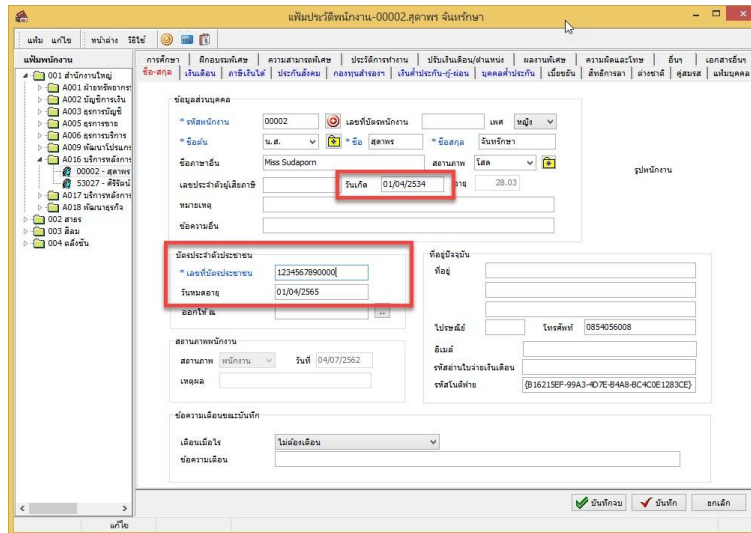 แฟ้มประวัติพนักงาน-00002.สุดาพร จันทร์กษา
แฟ้ม แก้ไข หน้าต่าง วิธีใช้
แฟ้มพนักงาน
การศึกษา ฝึกอบรมพิเศษ ความสามารถพิเศษ ประวัติการทำงาน ปรับเงินเดือน/ตำแหน่ง ผลงานพิเศษ ความผิดและโทษ อื่นๆ เอกสารอื่นๆ
ชื่อ-สกุล เงินเดือน ภาษีเงินได้ ประกันสังคม กองทุนสำรองฯ เงินค้ำประกัน-กู้-ผ่อน บุคคลค้ำประกัน เบี้ยขยัน สิทธิการลา ต่างชาติ คู่สมรส แฟ้มบุคคล
001 สำนักงานใหญ่
A001 ฝ่ายทรัพยากร
A002 บัญชีการเงิน
A003 ธุรการบัญชี
A005 ธุรการขาย
A006 ธุรการบริการ
A009 พัฒนาโปรแกร
A016 บริการหลังการ
00002 - สุดาพร
53027 - ศิริรัตน์
A017 บริการหลังการ
A018 พัฒนาธุรกิจ
002 สาธร
003 สีลม
004 ตลิ่งชัน
ข้อมูลส่วนบุคคล
* รหัสพนักงาน 00002 เลขที่บัตรพนักงาน เพศ หญิง
* ชื่อต้น น.ส. * ชื่อ สุดาพร * ชื่อสกุล จันทร์กษา
ชื่อภาษาอื่น Miss Sudaporn สถานภาพ โสด
เลขประจำตัวผู้เสียภาษี วันเกิด 01/04/2534 อายุ 28.03
รูปพนักงาน
หมายเหตุ
ข้อความอื่น
บัตรประจำตัวประชาชน
* เลขที่บัตรประชาชน 1234567890000
วันหมดอายุ 01/04/2565
ออกให้ ณ ..
ที่อยู่ปัจจุบัน
ที่อยู่
ไปรษณีย์ โทรศัพท์ 0854056008
อีเมล์
รหัสอ่านใบจ่ายเงินเดือน
รหัสโนติฟาย {B16215EF-99A3-4D7E-B4A8-BC4C0E1283CE}
สถานภาพพนักงาน
สถานภาพ พนักงาน วันที่ 04/07/2562
เหตุผล
ข้อความเตือนขณะบันทึก
เตือนเมื่อไร ไม่ต้องเตือน
ข้อความเตือน
บันทึกจบ บันทึก ยกเลิก
แก้ไข